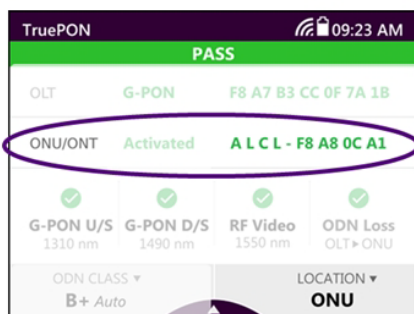 TruePON 09:23 AM
PASS
OLT G-PON F8 A7 B3 CC 0F 7A 1B
ONU/ONT Activated A L C L - F8 A8 0C A1
G-PON U/S G-PON D/S RF Video ODN Loss
1310 nm 1490 nm 1550 nm OLT▶ONU
ODN CLASS ▼ LOCATION ▼
B+ Auto ONU